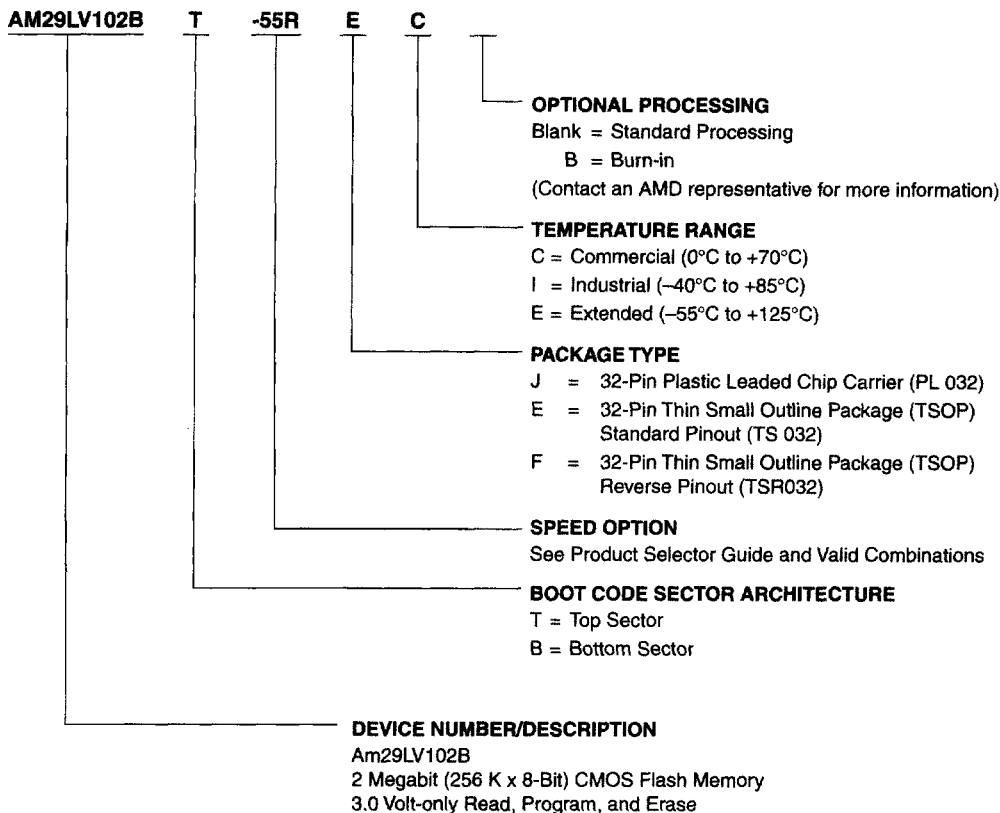 AM29LV102B T -55R E C
OPTIONAL PROCESSING
Blank = Standard Processing
B = Burn-in
(Contact an AMD representative for more information)
TEMPERATURE RANGE
C = Commercial (0°C to +70°C)
I = Industrial (–40°C to +85°C)
E = Extended (–55°C to +125°C)
PACKAGE TYPE
J = 32-Pin Plastic Leaded Chip Carrier (PL 032)
E = 32-Pin Thin Small Outline Package (TSOP)
Standard Pinout (TS 032)
F = 32-Pin Thin Small Outline Package (TSOP)
Reverse Pinout (TSR032)
SPEED OPTION
See Product Selector Guide and Valid Combinations
BOOT CODE SECTOR ARCHITECTURE
T = Top Sector
B = Bottom Sector
DEVICE NUMBER/DESCRIPTION
Am29LV102B
2 Megabit (256 K x 8-Bit) CMOS Flash Memory
3.0 Volt-only Read, Program, and Erase